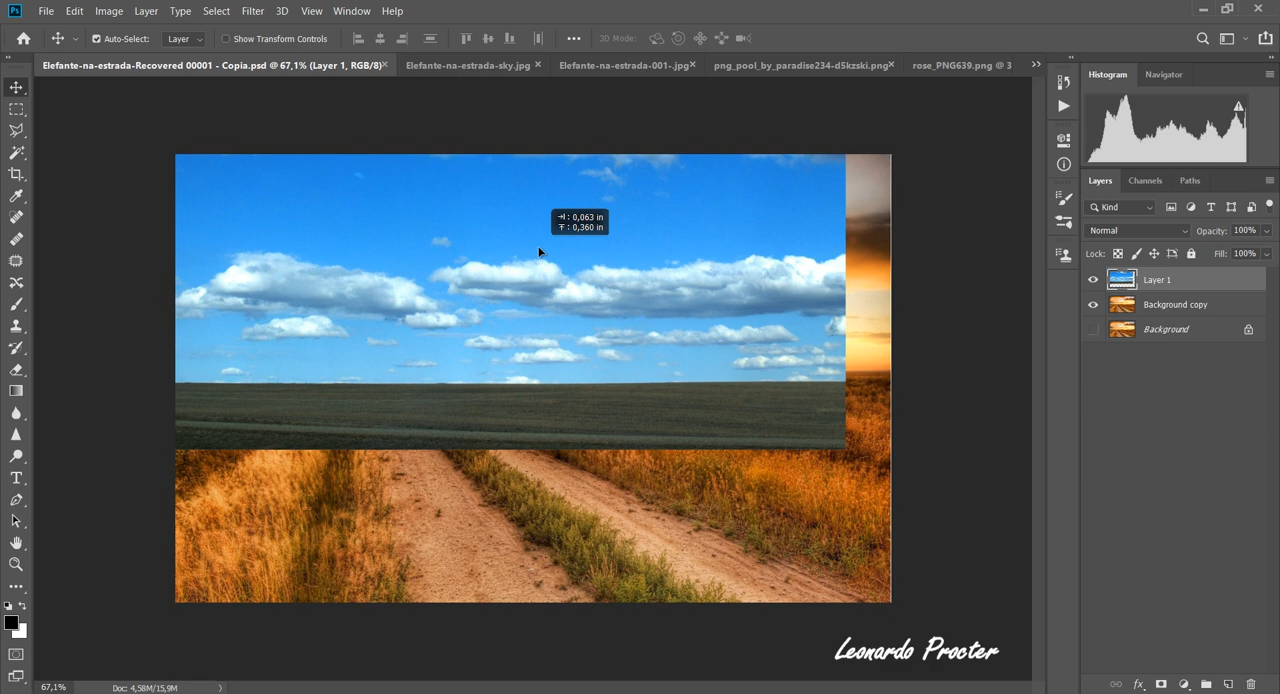 Ps File Edit Image Layer Type Select Filter 3D View Window Help
Auto-Select: Layer Show Transform Controls 3D Mode:
Elefante-na-estrada-Recovered 00001 - Copia.psd @ 67,1% (Layer 1, RGB/8) Elefante-na-estrada-sky.jpg Elefante-na-estrada-001-.jpg png_pool_by_paradise234-d5kzski.png rose_PNG639.png @ 3
Histogram Navigator
: 0,063 in
: 0,360 in
Layers Channels Paths
Kind
Normal Opacity: 100%
Lock: Fill: 100%
Layer 1
Background copy
Background
Leonardo Procter
67,1% Doc: 4,58M/15,9M